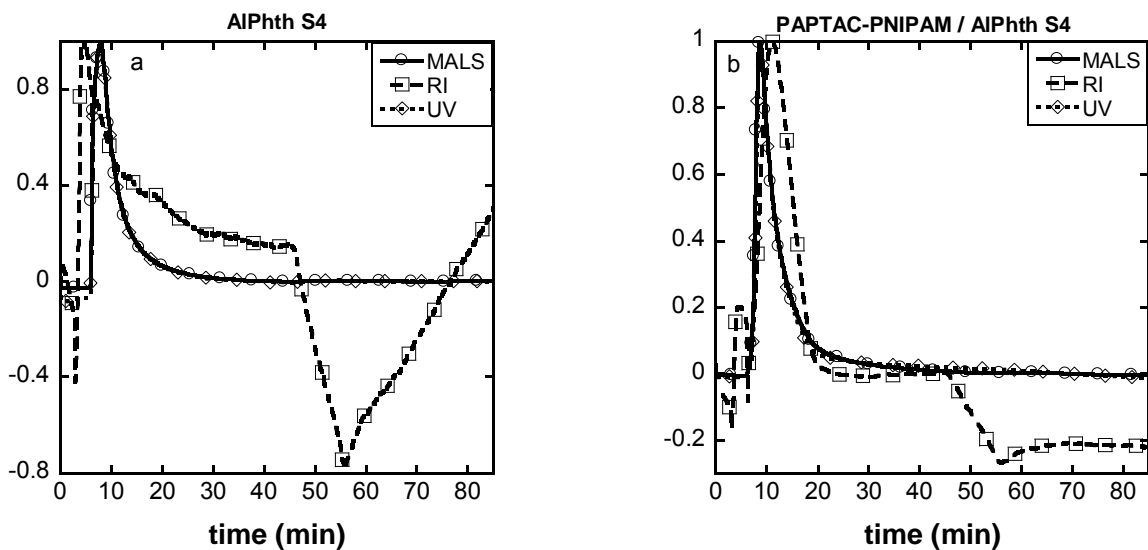 AlPhth S4
a
MALS
RI
UV
0.8
0.4
0
-0.4
-0.8
0 10 20 30 40 50 60 70 80
time (min)
PAPTAC-PNIPAM / AlPhth S4
b
MALS
RI
UV
1
0.8
0.6
0.4
0.2
0
-0.2
0 10 20 30 40 50 60 70 80
time (min)